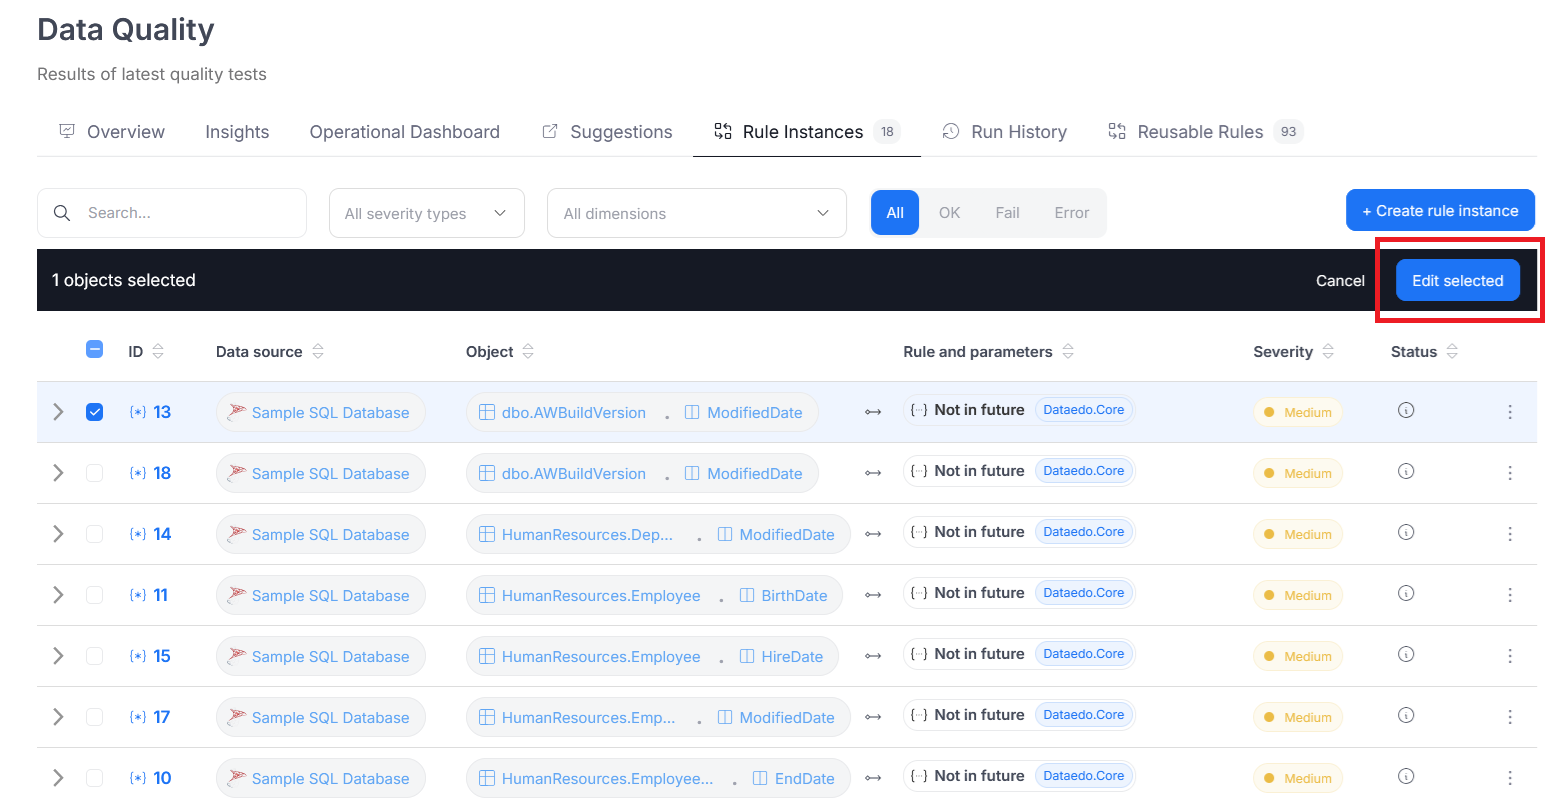 Data Quality
Results of latest quality tests
Overview Insights Operational Dashboard Suggestions Rule Instances 18 Run History Reusable Rules 93
Search... All severity types All dimensions All OK Fail Error + Create rule instance
1 objects selected Cancel Edit selected
ID Data source Object Rule and parameters Severity Status
{*} 13 Sample SQL Database dbo.AWBuildVersion . ModifiedDate {··} Not in future Dataedo.Core Medium
{*} 18 Sample SQL Database dbo.AWBuildVersion . ModifiedDate {··} Not in future Dataedo.Core Medium
{*} 14 Sample SQL Database HumanResources.Dep... . ModifiedDate {··} Not in future Dataedo.Core Medium
{*} 11 Sample SQL Database HumanResources.Employee . BirthDate {··} Not in future Dataedo.Core Medium
{*} 15 Sample SQL Database HumanResources.Employee . HireDate {··} Not in future Dataedo.Core Medium
{*} 17 Sample SQL Database HumanResources.Emp... . ModifiedDate {··} Not in future Dataedo.Core Medium
{*} 10 Sample SQL Database HumanResources.Employee... . EndDate {··} Not in future Dataedo.Core Medium